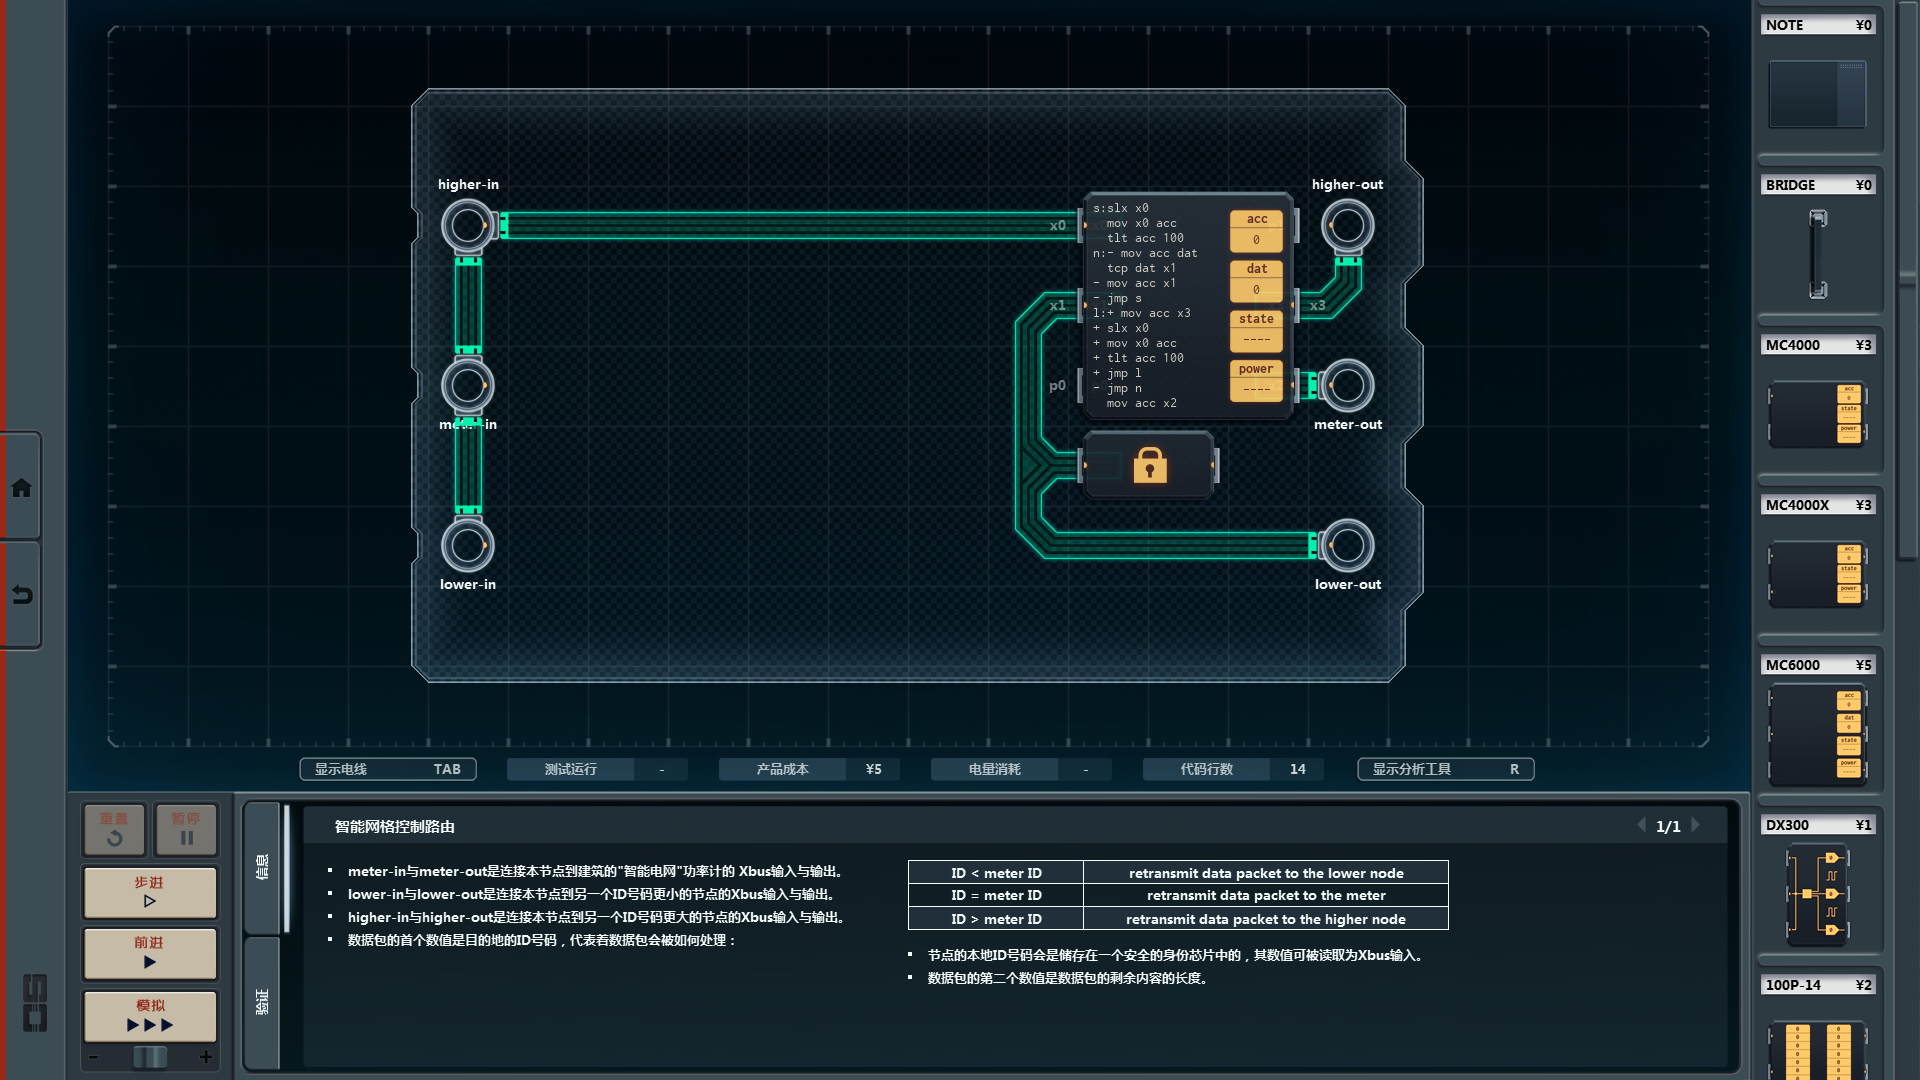 higher-in
higher-out
meter-in
meter-out
lower-in
lower-out
x0
x1
p0
x3
s:slx x0
mov x0 acc
tlt acc 100
n:- mov acc dat
tcp dat x1
- mov acc x1
- jmp s
l:+ mov acc x3
+ slx x0
+ mov x0 acc
+ tlt acc 100
+ jmp l
- jmp n
mov acc x2
acc
0
dat
0
state
----
power
----
NOTE ¥0
BRIDGE ¥0
MC4000 ¥3
acc
0
state
----
power
----
MC4000X ¥3
acc
0
state
----
power
----
MC6000 ¥5
acc
0
dat
0
state
----
power
----
DX300 ¥1
100P-14 ¥2
显示电线 TAB
测试运行 -
产品成本 ¥5
电量消耗 -
代码行数 14
显示分析工具 R
重置
暂停
步进
前进
模拟
- +
信息
验证
智能网格控制路由
1/1
▪ meter-in与meter-out是连接本节点到建筑的"智能电网"功率计的 Xbus输入与输出。
▪ lower-in与lower-out是连接本节点到另一个ID号码更小的节点的Xbus输入与输出。
▪ higher-in与higher-out是连接本节点到另一个ID号码更大的节点的Xbus输入与输出。
▪ 数据包的首个数值是目的地的ID号码，代表着数据包会被如何处理：
ID < meter ID retransmit data packet to the lower node
ID = meter ID retransmit data packet to the meter
ID > meter ID retransmit data packet to the higher node
▪ 节点的本地ID号码会是储存在一个安全的身份芯片中的，其数值可被读取为Xbus输入。
▪ 数据包的第二个数值是数据包的剩余内容的长度。